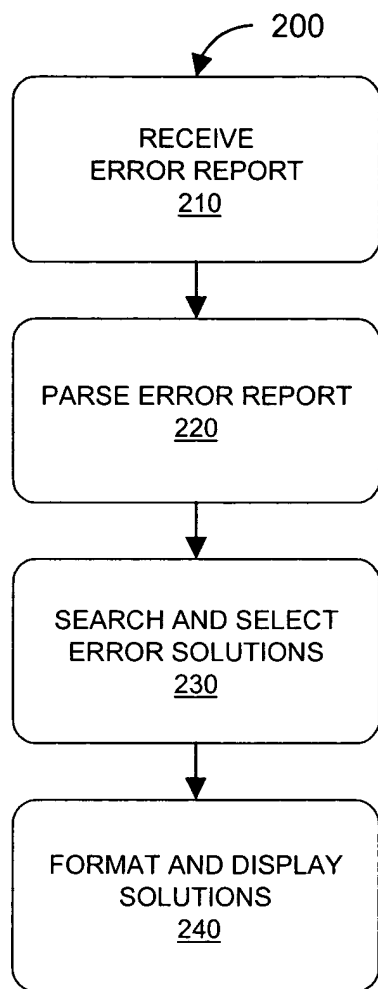 200
RECEIVE
ERROR REPORT
210
PARSE ERROR REPORT
220
SEARCH AND SELECT
ERROR SOLUTIONS
230
FORMAT AND DISPLAY
SOLUTIONS
240